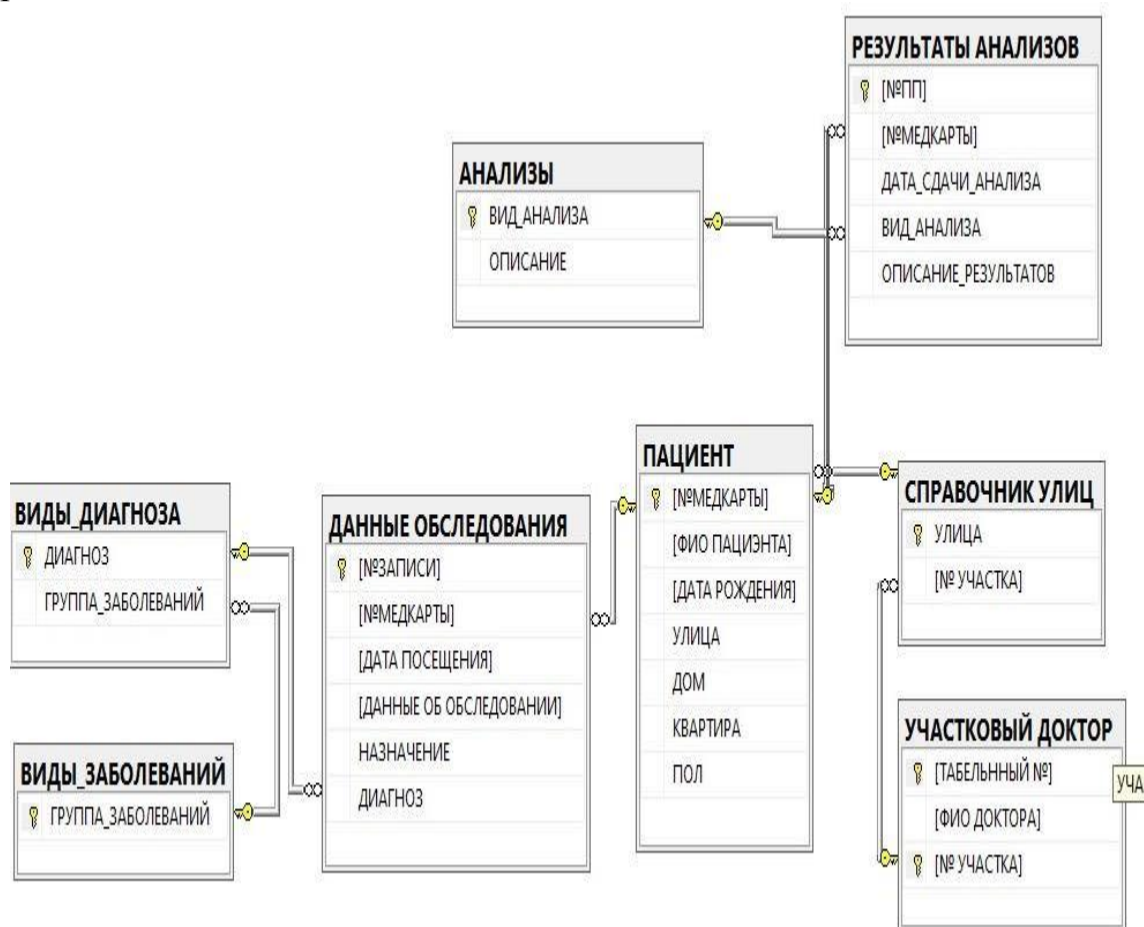 РЕЗУЛЬТАТЫ АНАЛИЗОВ
[№ПП]
[№МЕДКАРТЫ]
ДАТА_СДАЧИ_АНАЛИЗА
ВИД_АНАЛИЗА
ОПИСАНИЕ_РЕЗУЛЬТАТОВ
АНАЛИЗЫ
ВИД_АНАЛИЗА
ОПИСАНИЕ
ПАЦИЕНТ
[№МЕДКАРТЫ]
[ФИО ПАЦИЭНТА]
[ДАТА РОЖДЕНИЯ]
УЛИЦА
ДОМ
КВАРТИРА
ПОЛ
СПРАВОЧНИК УЛИЦ
УЛИЦА
[№ УЧАСТКА]
ВИДЫ_ДИАГНОЗА
ДИАГНОЗ
ГРУППА_ЗАБОЛЕВАНИЙ
ДАННЫЕ ОБСЛЕДОВАНИЯ
[№ЗАПИСИ]
[№МЕДКАРТЫ]
[ДАТА ПОСЕЩЕНИЯ]
[ДАННЫЕ ОБ ОБСЛЕДОВАНИИ]
НАЗНАЧЕНИЕ
ДИАГНОЗ
ВИДЫ_ЗАБОЛЕВАНИЙ
ГРУППА_ЗАБОЛЕВАНИЙ
УЧАСТКОВЫЙ ДОКТОР
[ТАБЕЛЬННЫЙ №]
[ФИО ДОКТОРА]
[№ УЧАСТКА]
УЧА